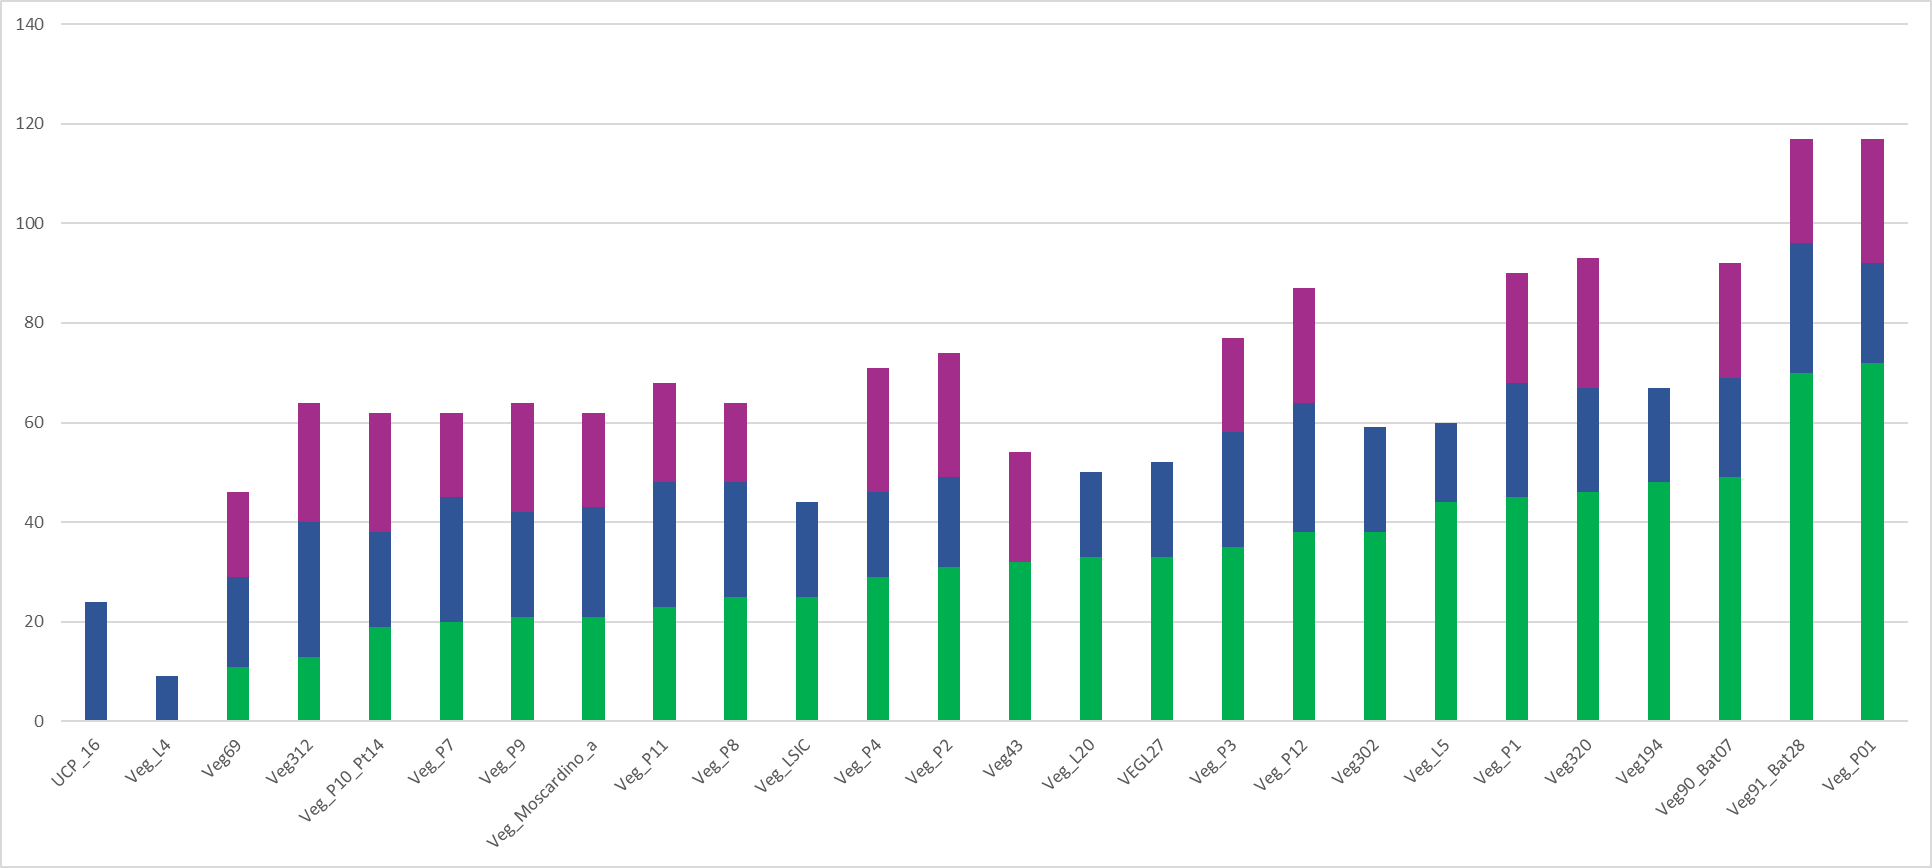 140
120
100
80
60
40
20
0
UCP_16
Veg_L4
Veg69
Veg312
Veg_P10_Pt14
Veg_P7
Veg_P9
Veg_Moscardino_a
Veg_P11
Veg_P8
Veg_LSIC
Veg_P4
Veg_P2
Veg43
Veg_L20
VEGL27
Veg_P3
Veg_P12
Veg302
Veg_L5
Veg_P1
Veg320
Veg194
Veg90_Bat07
Veg91_Bat28
Veg_P01